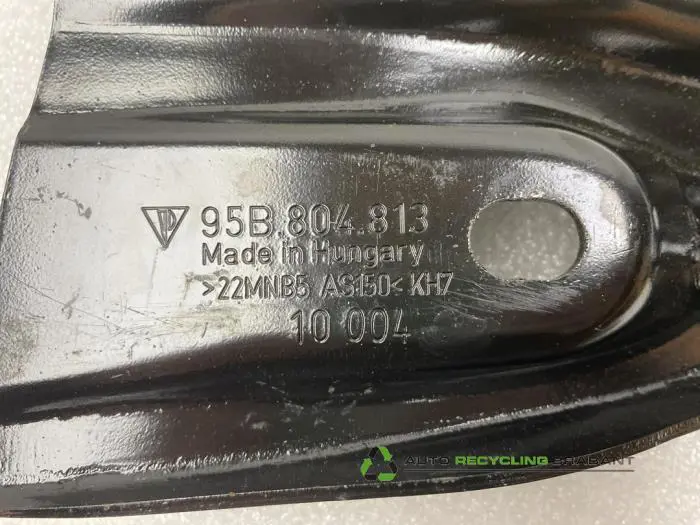 95B.804.813
Made in Hungary
>22MNB5 AS150< KH7
10 004
AUTO RECYCLING BRABANT